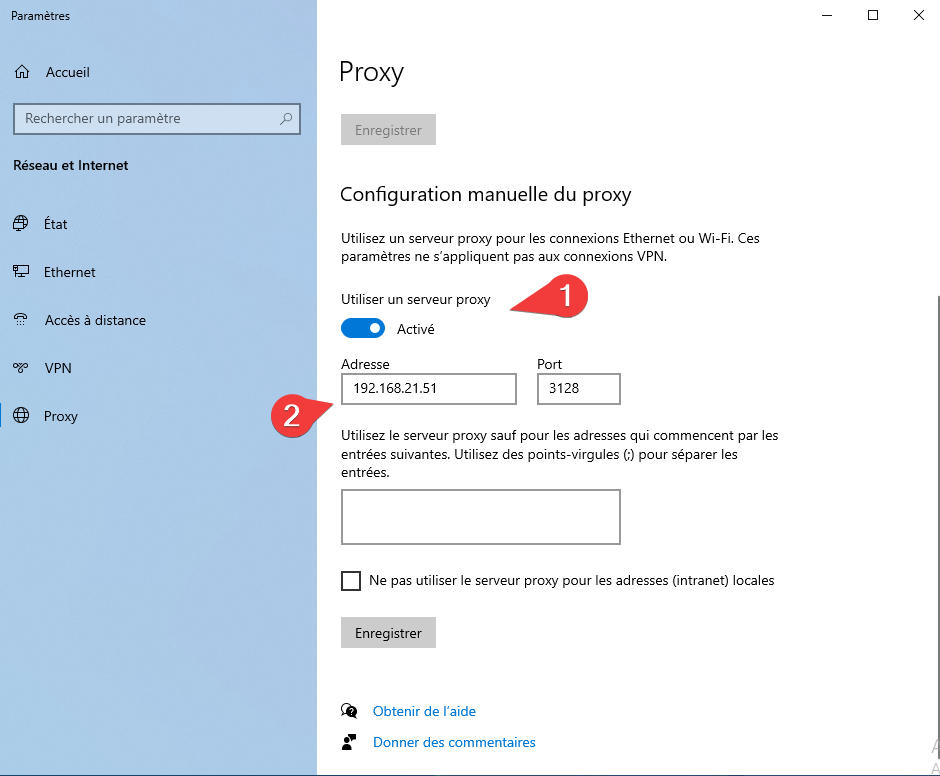 Paramètres
Accueil
Rechercher un paramètre
Réseau et Internet
État
Ethernet
Accès à distance
VPN
Proxy
Proxy
Enregistrer
Configuration manuelle du proxy
Utilisez un serveur proxy pour les connexions Ethernet ou Wi-Fi. Ces
paramètres ne s'appliquent pas aux connexions VPN.
Utiliser un serveur proxy
1
Activé
Adresse
Port
192.168.21.51
3128
2
Utilisez le serveur proxy sauf pour les adresses qui commencent par les
entrées suivantes. Utilisez des points-virgules (;) pour séparer les
entrées.
Ne pas utiliser le serveur proxy pour les adresses (intranet) locales
Enregistrer
Obtenir de l'aide
Donner des commentaires